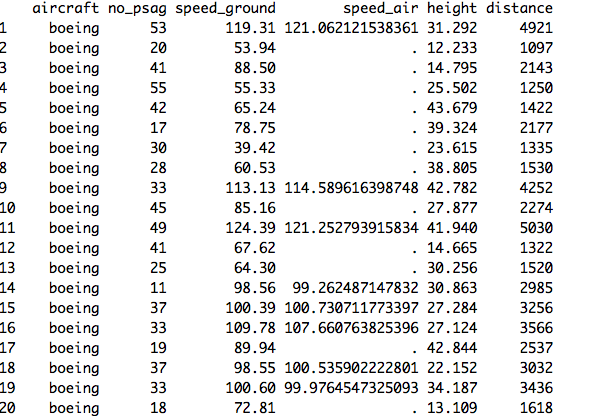 aircraft no_psag speed_ground speed_air height distance
1 boeing 53 119.31 121.062121538361 31.292 4921
2 boeing 20 53.94 . 12.233 1097
3 boeing 41 88.50 . 14.795 2143
4 boeing 55 55.33 . 25.502 1250
5 boeing 42 65.24 . 43.679 1422
6 boeing 17 78.75 . 39.324 2177
7 boeing 30 39.42 . 23.615 1335
8 boeing 28 60.53 . 38.805 1530
9 boeing 33 113.13 114.589616398748 42.782 4252
10 boeing 45 85.16 . 27.877 2274
11 boeing 49 124.39 121.252793915834 41.940 5030
12 boeing 41 67.62 . 14.665 1322
13 boeing 25 64.30 . 30.256 1520
14 boeing 11 98.56 99.262487147832 30.863 2985
15 boeing 37 100.39 100.730711773397 27.284 3256
16 boeing 33 109.78 107.660763825396 27.124 3566
17 boeing 19 89.94 . 42.844 2537
18 boeing 37 98.55 100.535902222801 22.152 3032
19 boeing 33 100.60 99.9764547325093 34.187 3436
20 boeing 18 72.81 . 13.109 1618